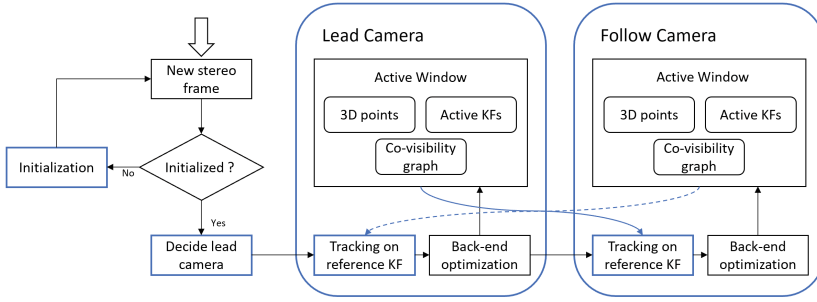 New stereo
frame
Initialized ?
Initialization
No
Yes
Decide lead
camera
Lead Camera
Active Window
3D points
Active KFs
Co-visibility
graph
Tracking on
reference KF
Back-end
optimization
Follow Camera
Active Window
3D points
Active KFs
Co-visibility
graph
Tracking on
reference KF
Back-end
optimization